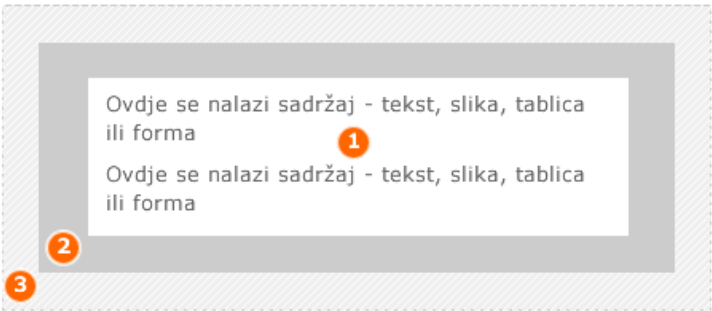 Ovdje se nalazi sadržaj - tekst, slika, tablica
ili forma
1
Ovdje se nalazi sadržaj - tekst, slika, tablica
ili forma
2
3